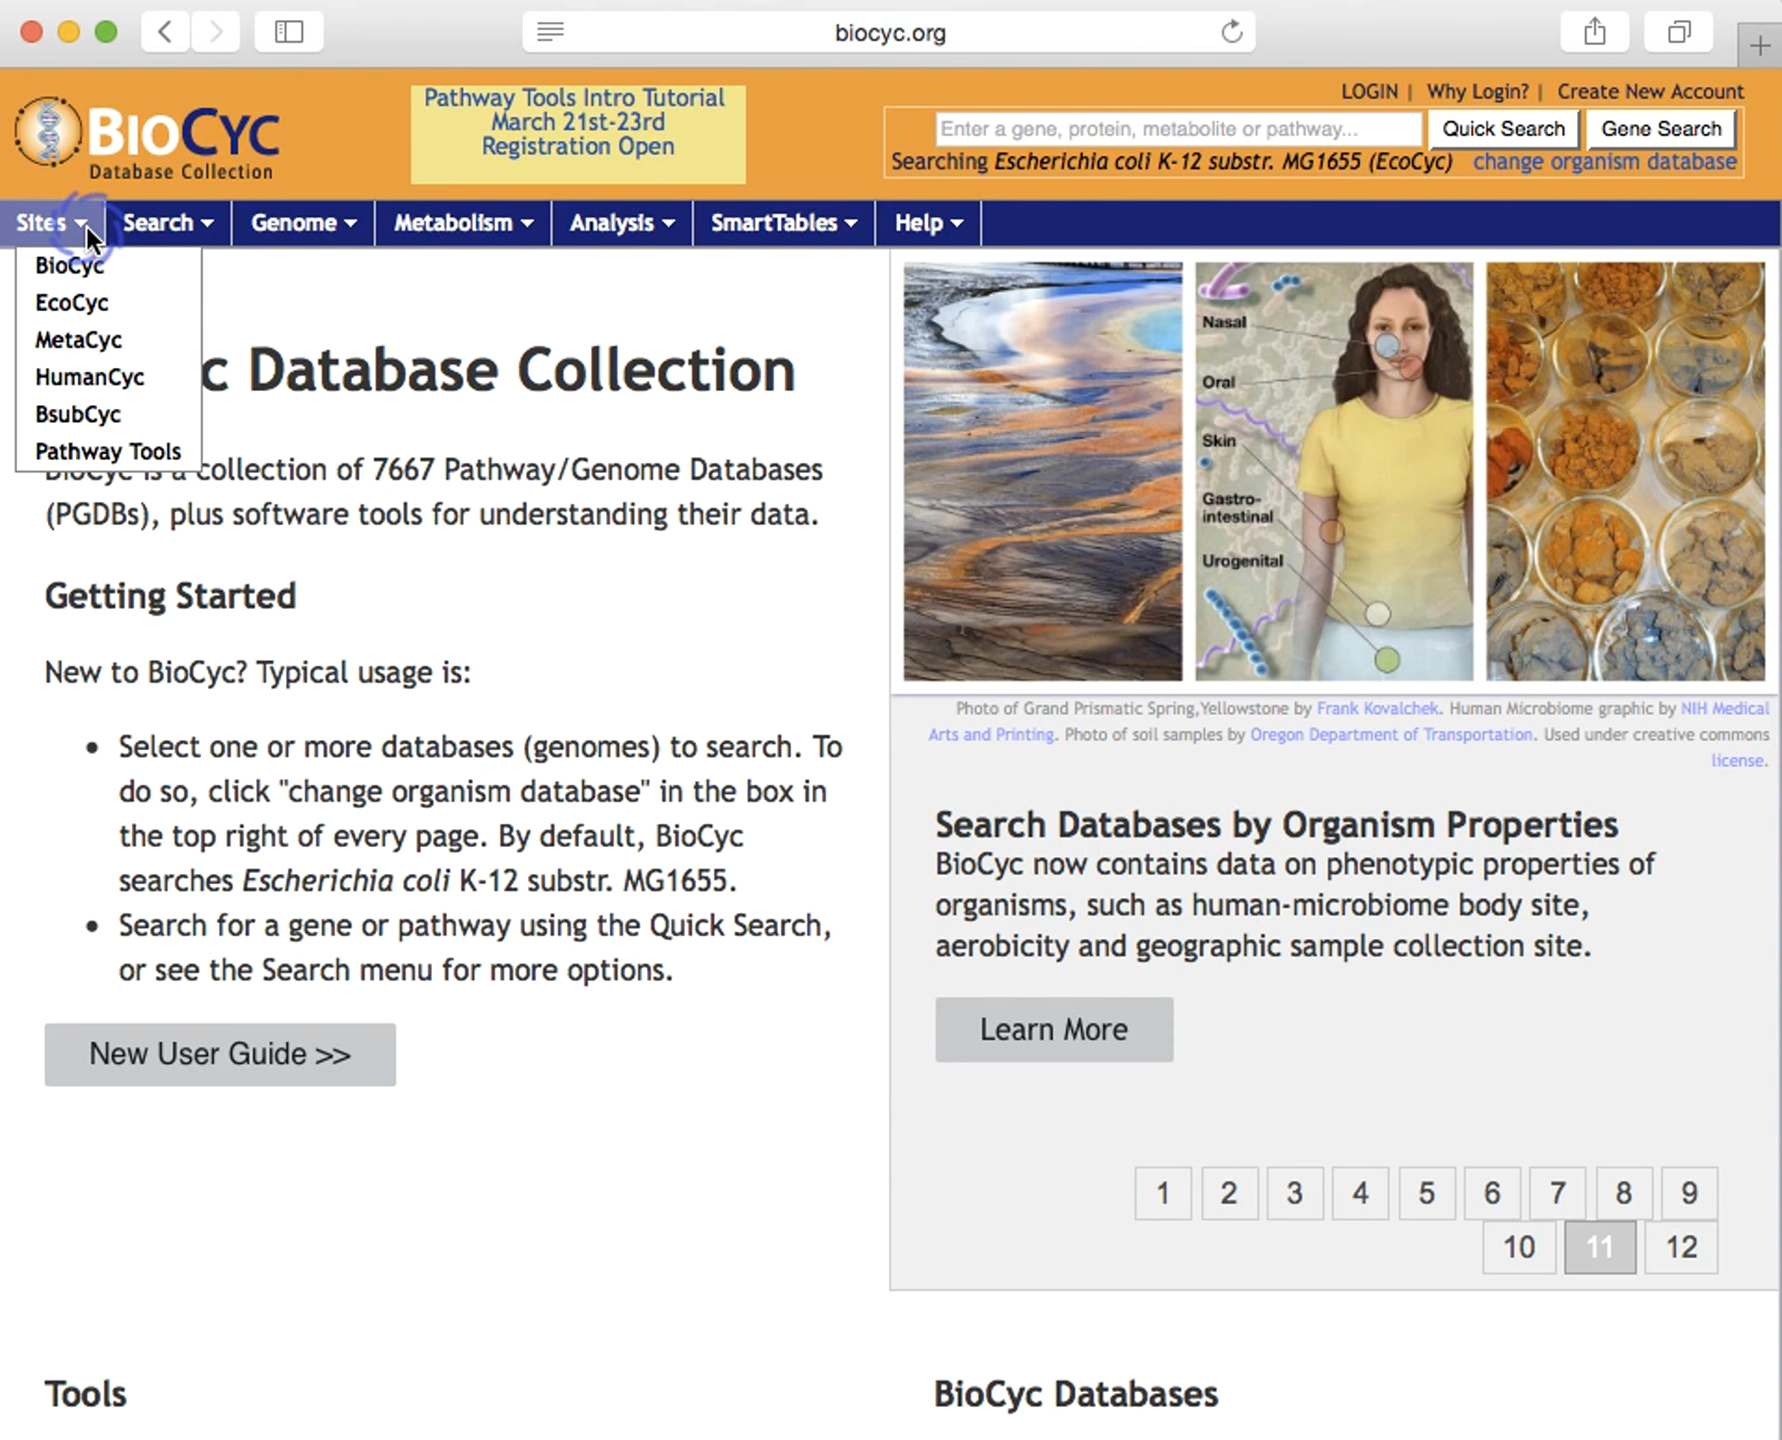 biocyc.org
BIOCYC
Database Collection
Pathway Tools Intro Tutorial
March 21st-23rd
Registration Open
LOGIN | Why Login? | Create New Account
Enter a gene, protein, metabolite or pathway... Quick Search Gene Search
Searching Escherichia coli K-12 substr. MG1655 (EcoCyc) change organism database
Sites Search Genome Metabolism Analysis SmartTables Help
BioCyc
EcoCyc
MetaCyc
HumanCyc
BsubCyc
Pathway Tools
c Database Collection
BioCyc is a collection of 7667 Pathway/Genome Databases
(PGDBs), plus software tools for understanding their data.
Getting Started
New to BioCyc? Typical usage is:
• Select one or more databases (genomes) to search. To
do so, click "change organism database" in the box in
the top right of every page. By default, BioCyc
searches Escherichia coli K-12 substr. MG1655.
• Search for a gene or pathway using the Quick Search,
or see the Search menu for more options.
New User Guide >>
Nasal
Oral
Skin
Gastro-
intestinal
Urogenital
Photo of Grand Prismatic Spring,Yellowstone by Frank Kovalchek. Human Microbiome graphic by NIH Medical
Arts and Printing. Photo of soil samples by Oregon Department of Transportation. Used under creative commons
license.
Search Databases by Organism Properties
BioCyc now contains data on phenotypic properties of
organisms, such as human-microbiome body site,
aerobicity and geographic sample collection site.
Learn More
1 2 3 4 5 6 7 8 9
10 11 12
Tools
BioCyc Databases